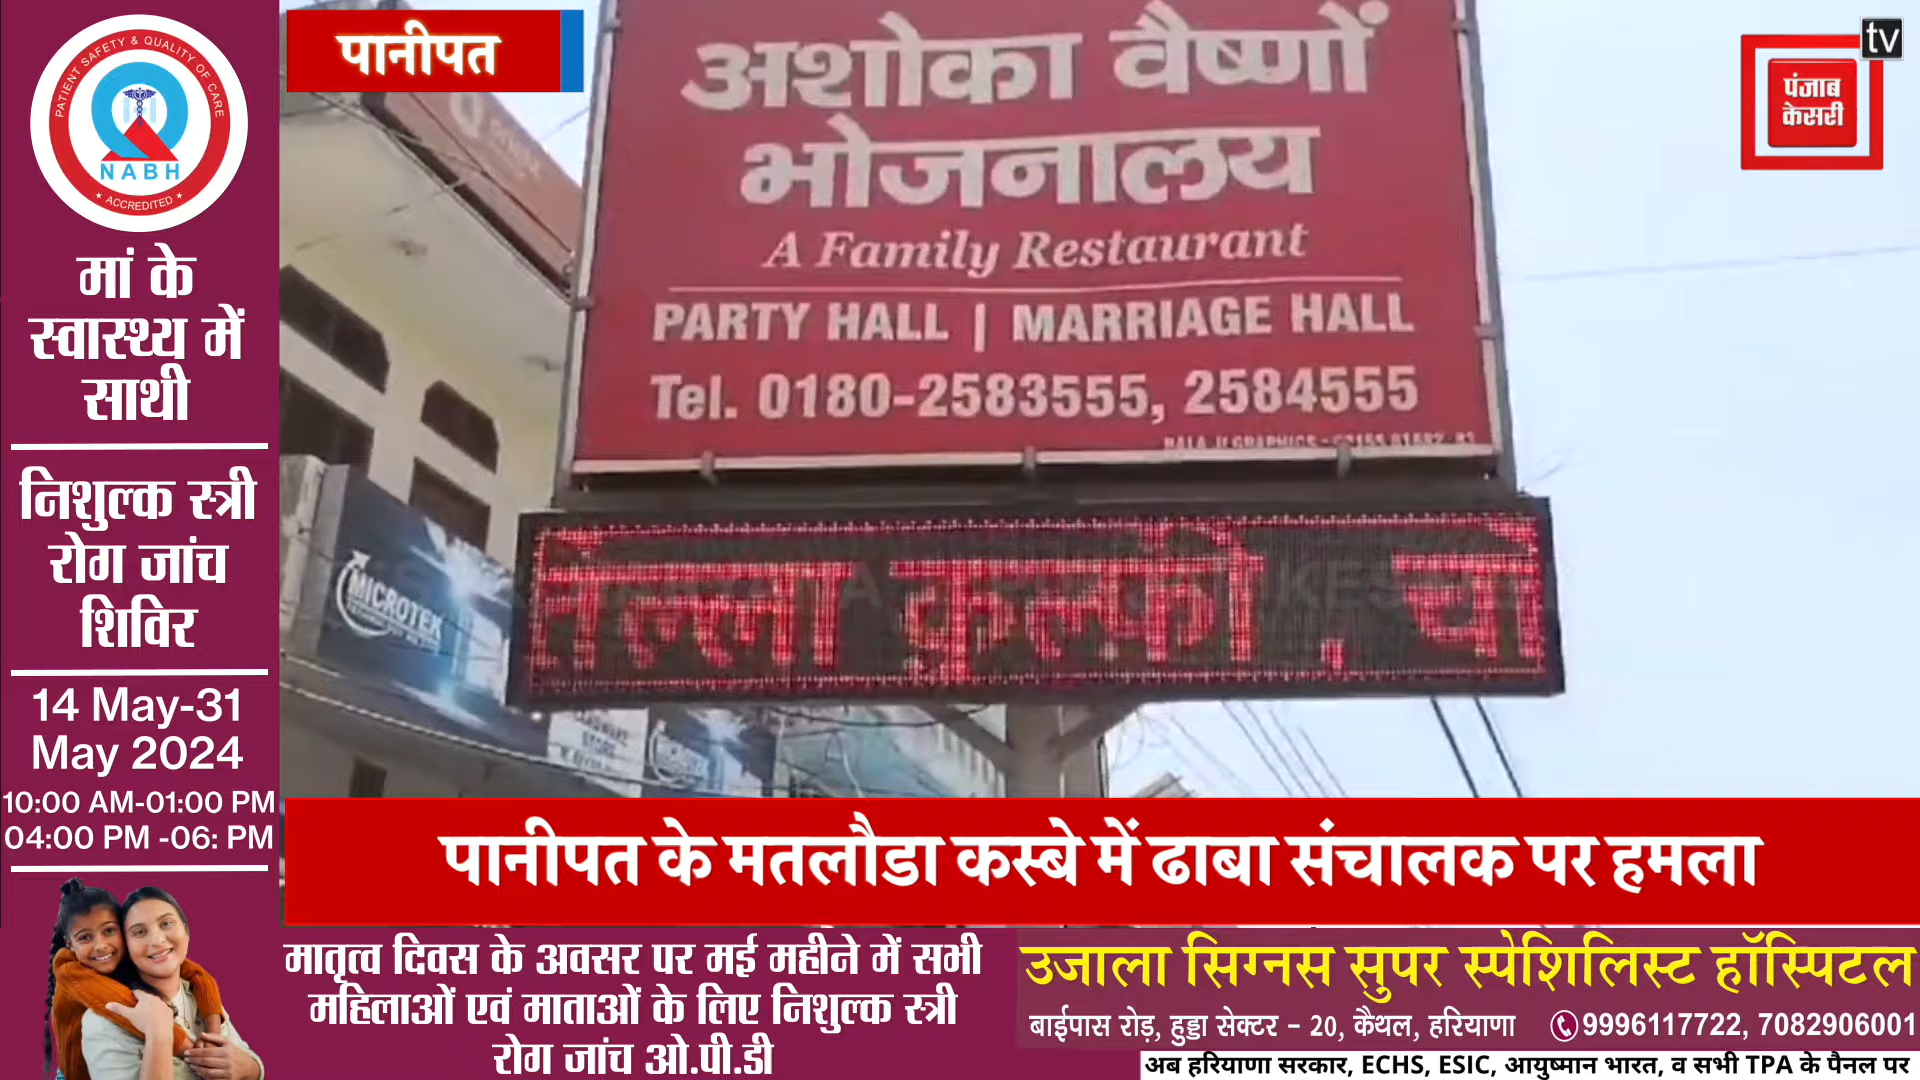 PATIENT SAFETY & QUALITY OF CARE
NABH
ACCREDITED
मां के
स्वास्थ्य में
साथी
निशुल्क स्त्री
रोग जांच
शिविर
14 May-31
May 2024
10:00 AM-01:00 PM
04:00 PM -06: PM
पानीपत
tv
पंजाब
केसरी
अशोका वैष्णों
भोजनालय
A Family Restaurant
PARTY HALL | MARRIAGE HALL
Tel. 0180-2583555, 2584555
MICROTEK
तिल्ला कुल्फी , चो
पानीपत के मतलौडा कस्बे में ढाबा संचालक पर हमला
मातृत्व दिवस के अवसर पर मई महीने में सभी
महिलाओं एवं माताओं के लिए निशुल्क स्त्री
रोग जांच ओ.पी.डी
उजाला सिग्नस सुपर स्पेशिलिस्ट हॉस्पिटल
बाईपास रोड़, हुड्डा सेक्टर - 20, कैथल, हरियाणा 9996117722, 7082906001
अब हरियाणा सरकार, ECHS, ESIC, आयुष्मान भारत, व सभी TPA के पैनल पर